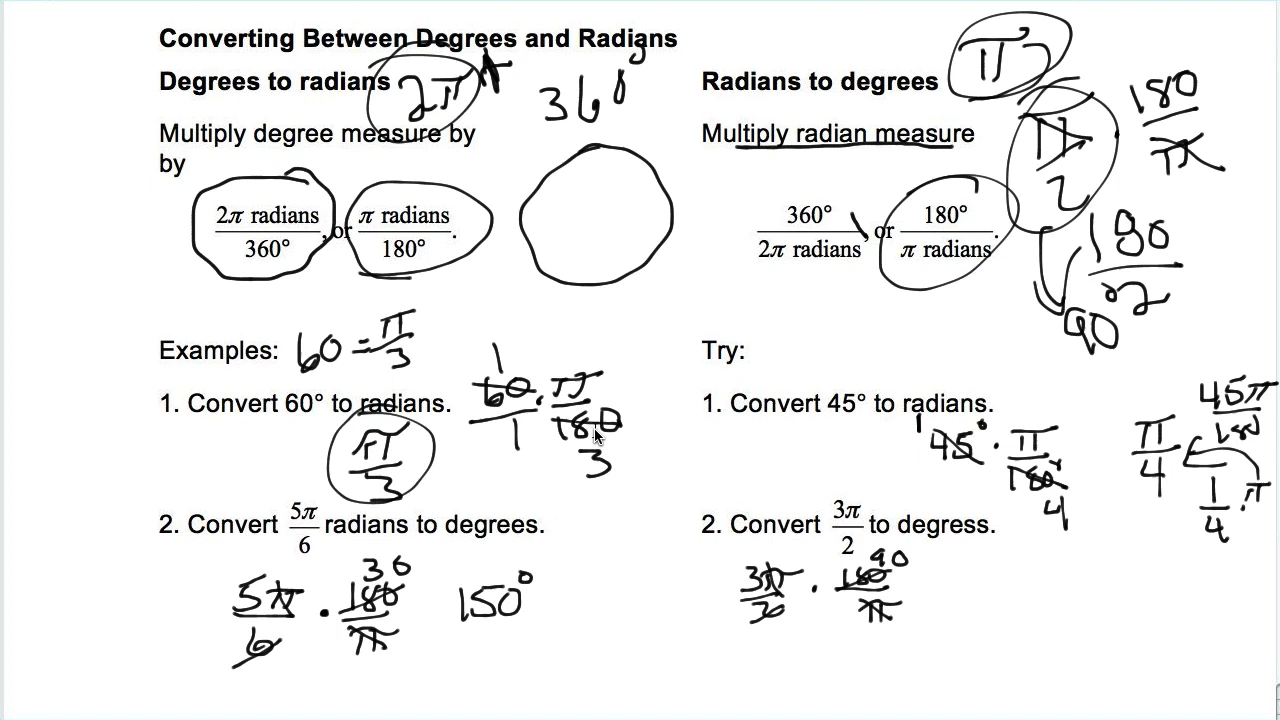 Converting Between Degrees and Radians
Degrees to radians
2π
360
Multiply degree measure by
by
2π radians / 360°, or π radians / 180°.
Radians to degrees
π
180 / π
Multiply radian measure
π / 2
360° / 2π radians, or 180° / π radians.
180 / 2
90
Examples: 60 = π / 3
1. Convert 60° to radians.
1
60 / 1 · π / 180
3
π / 3
2. Convert 5π / 6 radians to degrees.
30
5π / 6 · 180 / π 150°
Try:
1. Convert 45° to radians.
1
45° · π / 180°
4
45π / 180
π / 4
1 / 4 · π
2. Convert 3π / 2 to degress.
90
3π / 2 · 180 / π